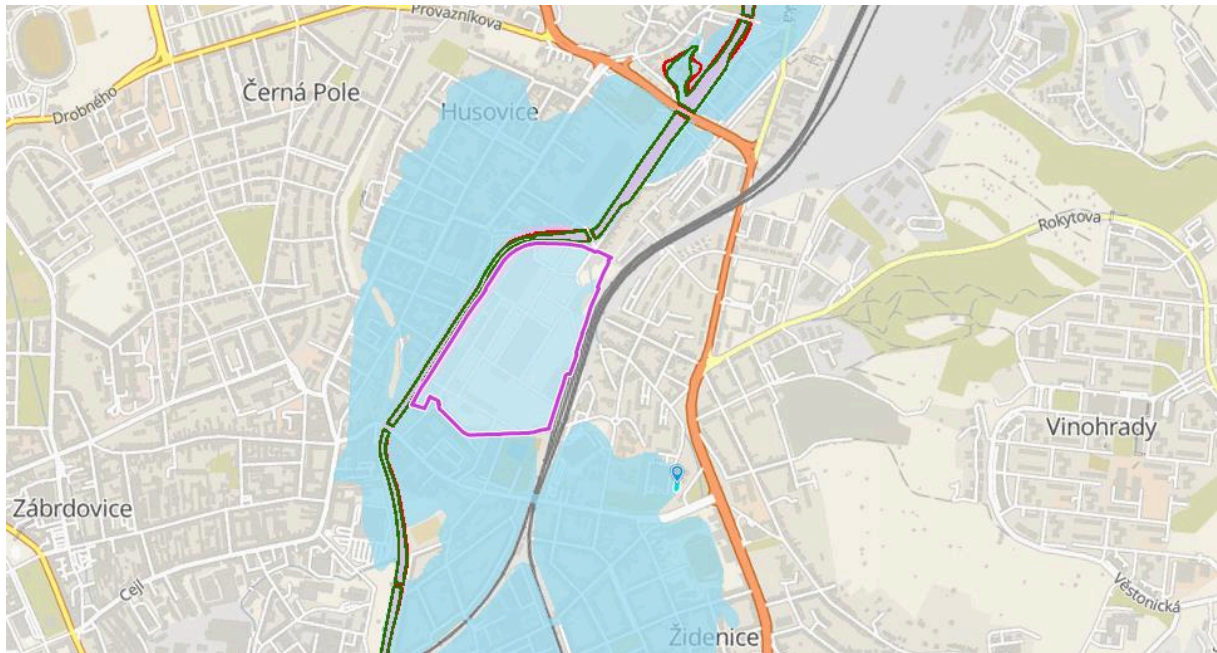 Provazníkova
Drobného
Černá Pole
Husovice
Rokytova
Vinohrady
Zábrdovice
Cejl
Věstonická
Židenice